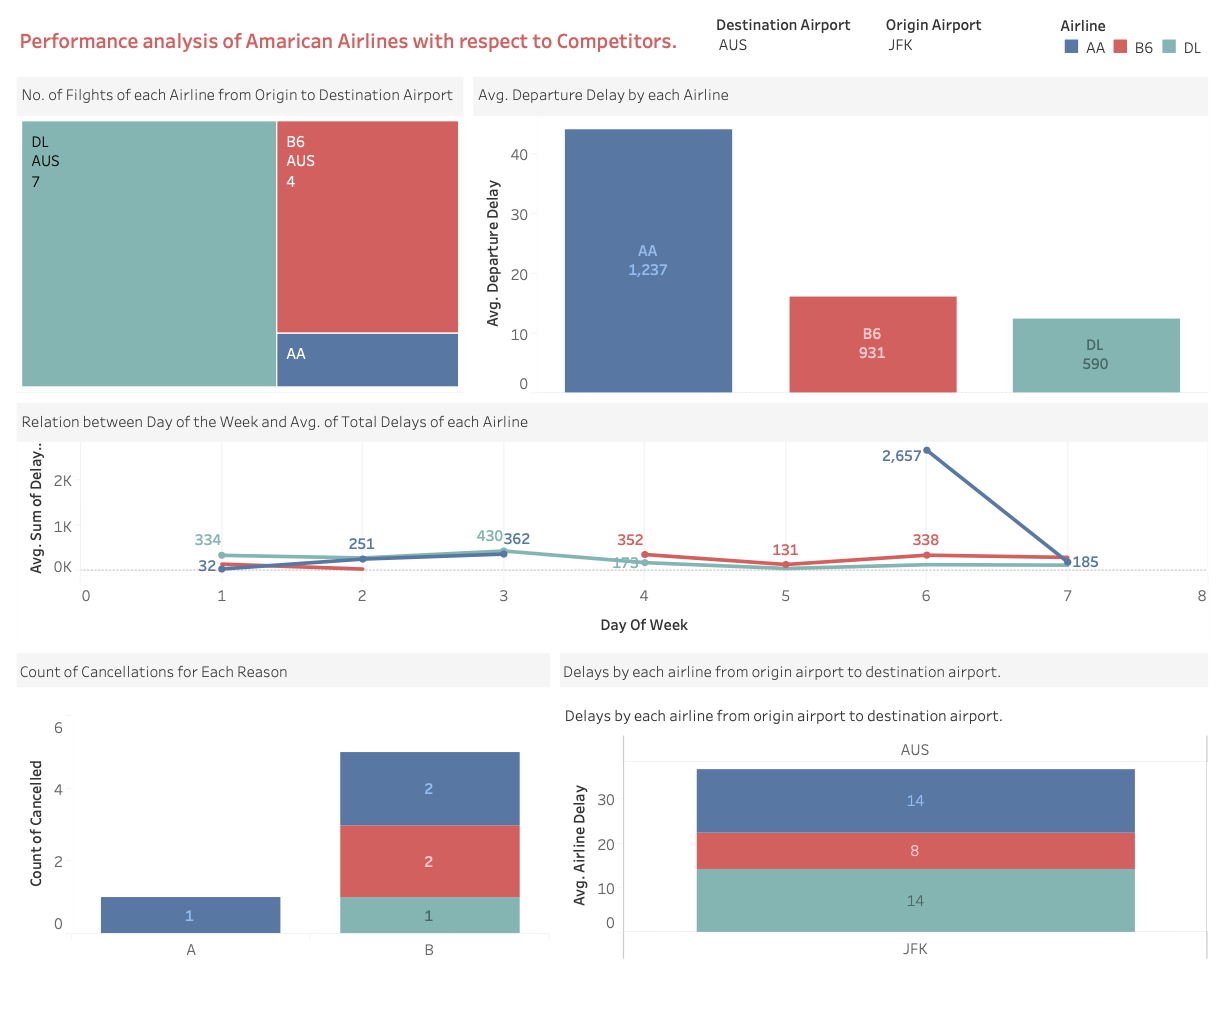 Performance analysis of Amarican Airlines with respect to Competitors.
Destination Airport
AUS
Origin Airport
JFK
Airline
AA B6 DL
No. of Filghts of each Airline from Origin to Destination Airport
DL
AUS
7
B6
AUS
4
AA
Avg. Departure Delay by each Airline
Avg. Departure Delay
40
30
20
10
0
AA
1,237
B6
931
DL
590
Relation between Day of the Week and Avg. of Total Delays of each Airline
Avg. Sum of Delay..
2K
1K
0K
334
32
251
430
362
352
173
131
2,657
338
185
0 1 2 3 4 5 6 7 8
Day Of Week
Count of Cancellations for Each Reason
Count of Cancelled
6
4
2
0
1
2
2
1
A B
Delays by each airline from origin airport to destination airport.
Delays by each airline from origin airport to destination airport.
AUS
Avg. Airline Delay
30
20
10
0
14
8
14
JFK